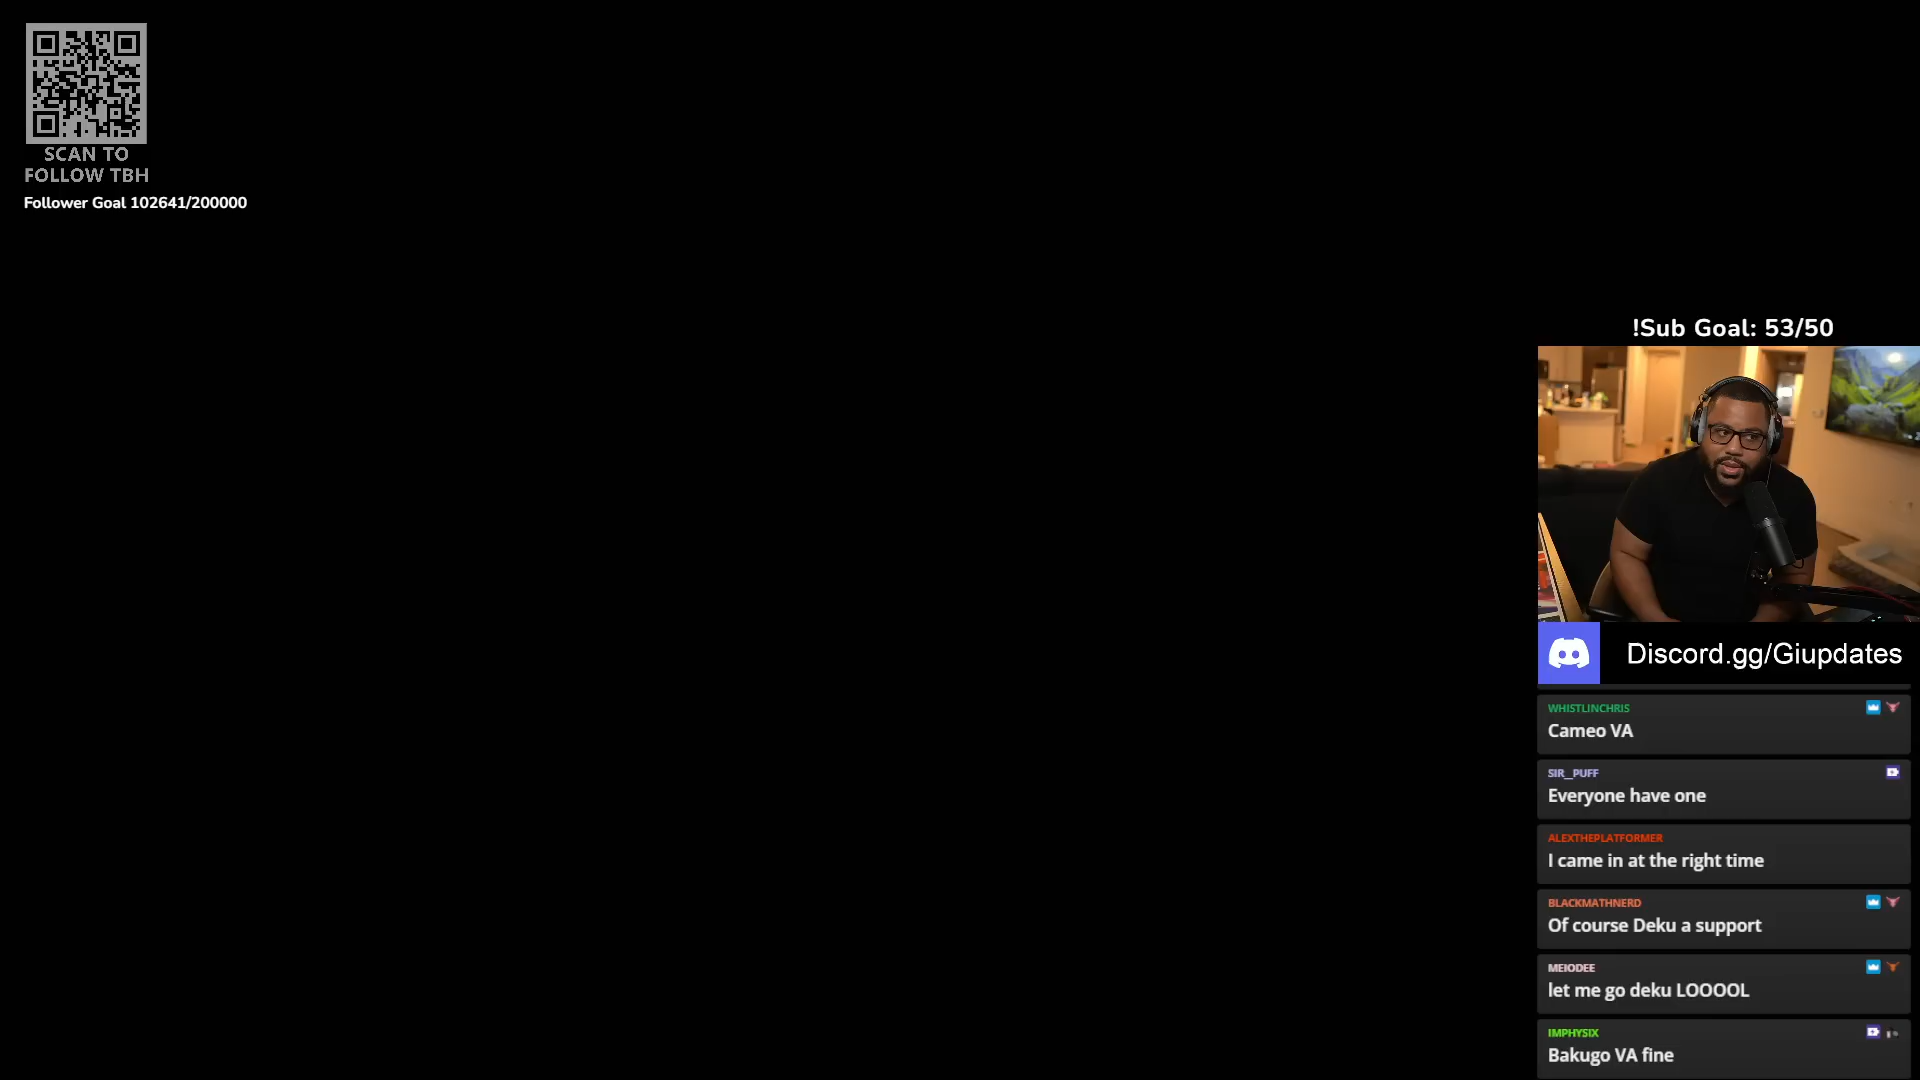 SCAN TO
FOLLOW TBH
Follower Goal 102641/200000
!Sub Goal: 53/50
Discord.gg/Giupdates
WHISTLINCHRIS
Cameo VA
SIR_PUFF
Everyone have one
ALEXTHEPLATFORMER
I came in at the right time
BLACKMATHNERD
Of course Deku a support
MEIODEE
let me go deku LOOOOL
IMPHYSIX
Bakugo VA fine